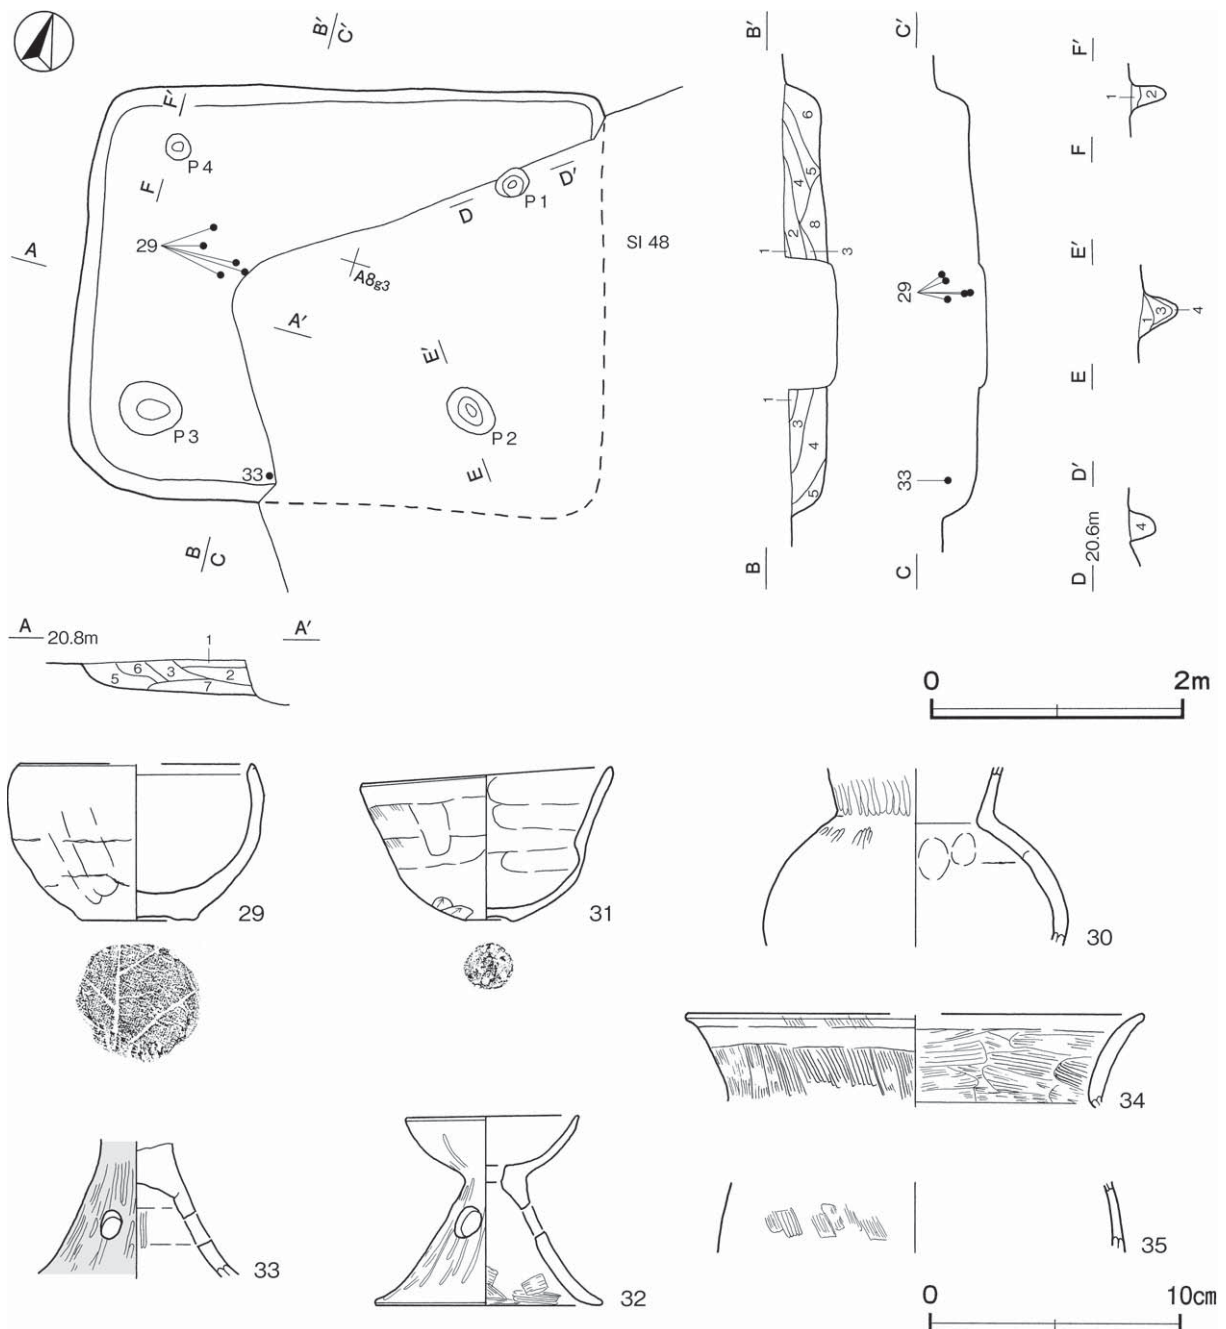 B′ C′
F′
P4
F
D′
P1
D
29
SI 48
A
A8g3
A′
E′
P3
P2
33
E
B C
B′
6
5
4
8
2
1
3
1
3
4
5
B
C′
29
33
C
F′
1
2
F
E′
1
3
4
E
D′
4
D 20.6m
A 20.8m
A′
1
6
3
2
5
7
0
2m
29
31
30
34
33
32
35
0
10cm